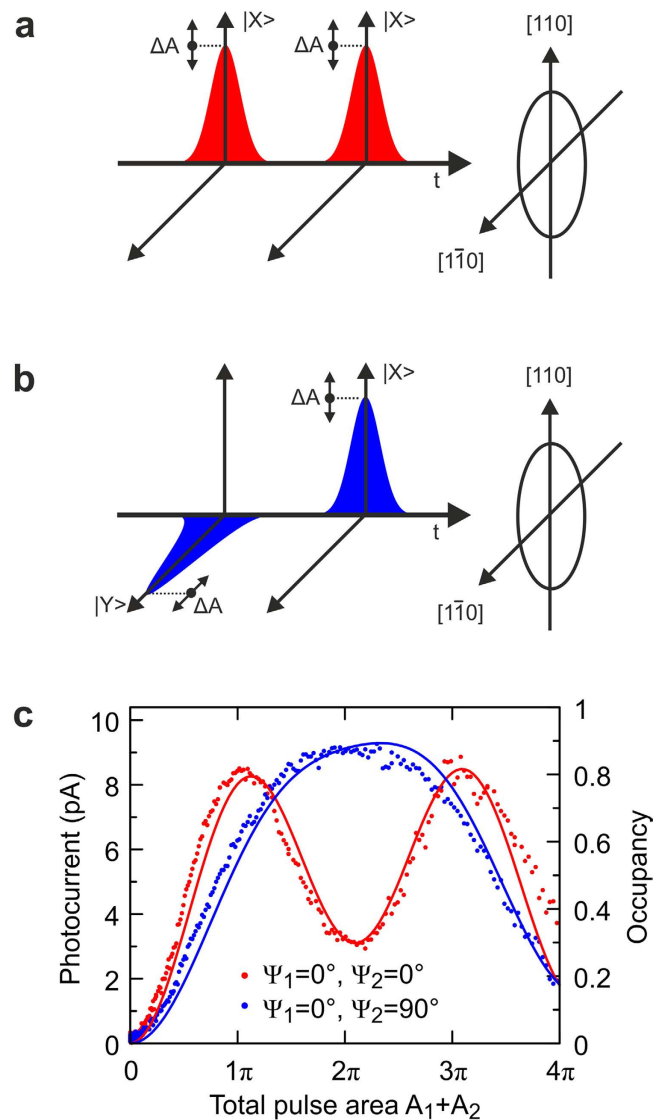 a
|X>
|X>
[110]
ΔA
ΔA
t
[11̄0]
b
|X>
[110]
ΔA
t
|Y>
ΔA
[11̄0]
c
10
8
6
4
2
0
Photocurrent (pA)
1
0.8
0.6
0.4
0.2
0
Occupancy
Ψ1=0°, Ψ2=0°
Ψ1=0°, Ψ2=90°
0
1π
2π
3π
4π
Total pulse area A1+A2